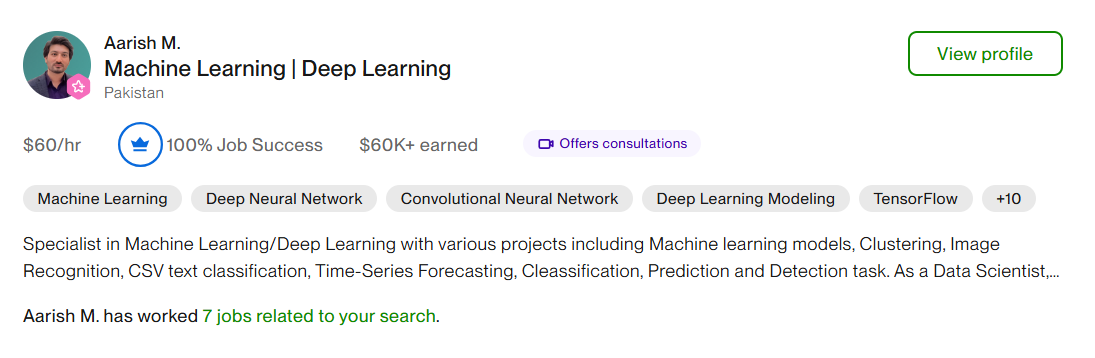 Aarish M.
Machine Learning | Deep Learning
Pakistan
View profile
$60/hr 100% Job Success $60K+ earned Offers consultations
Machine Learning Deep Neural Network Convolutional Neural Network Deep Learning Modeling TensorFlow +10
Specialist in Machine Learning/Deep Learning with various projects including Machine learning models, Clustering, Image
Recognition, CSV text classification, Time-Series Forecasting, Cleassification, Prediction and Detection task. As a Data Scientist,...
Aarish M. has worked 7 jobs related to your search.